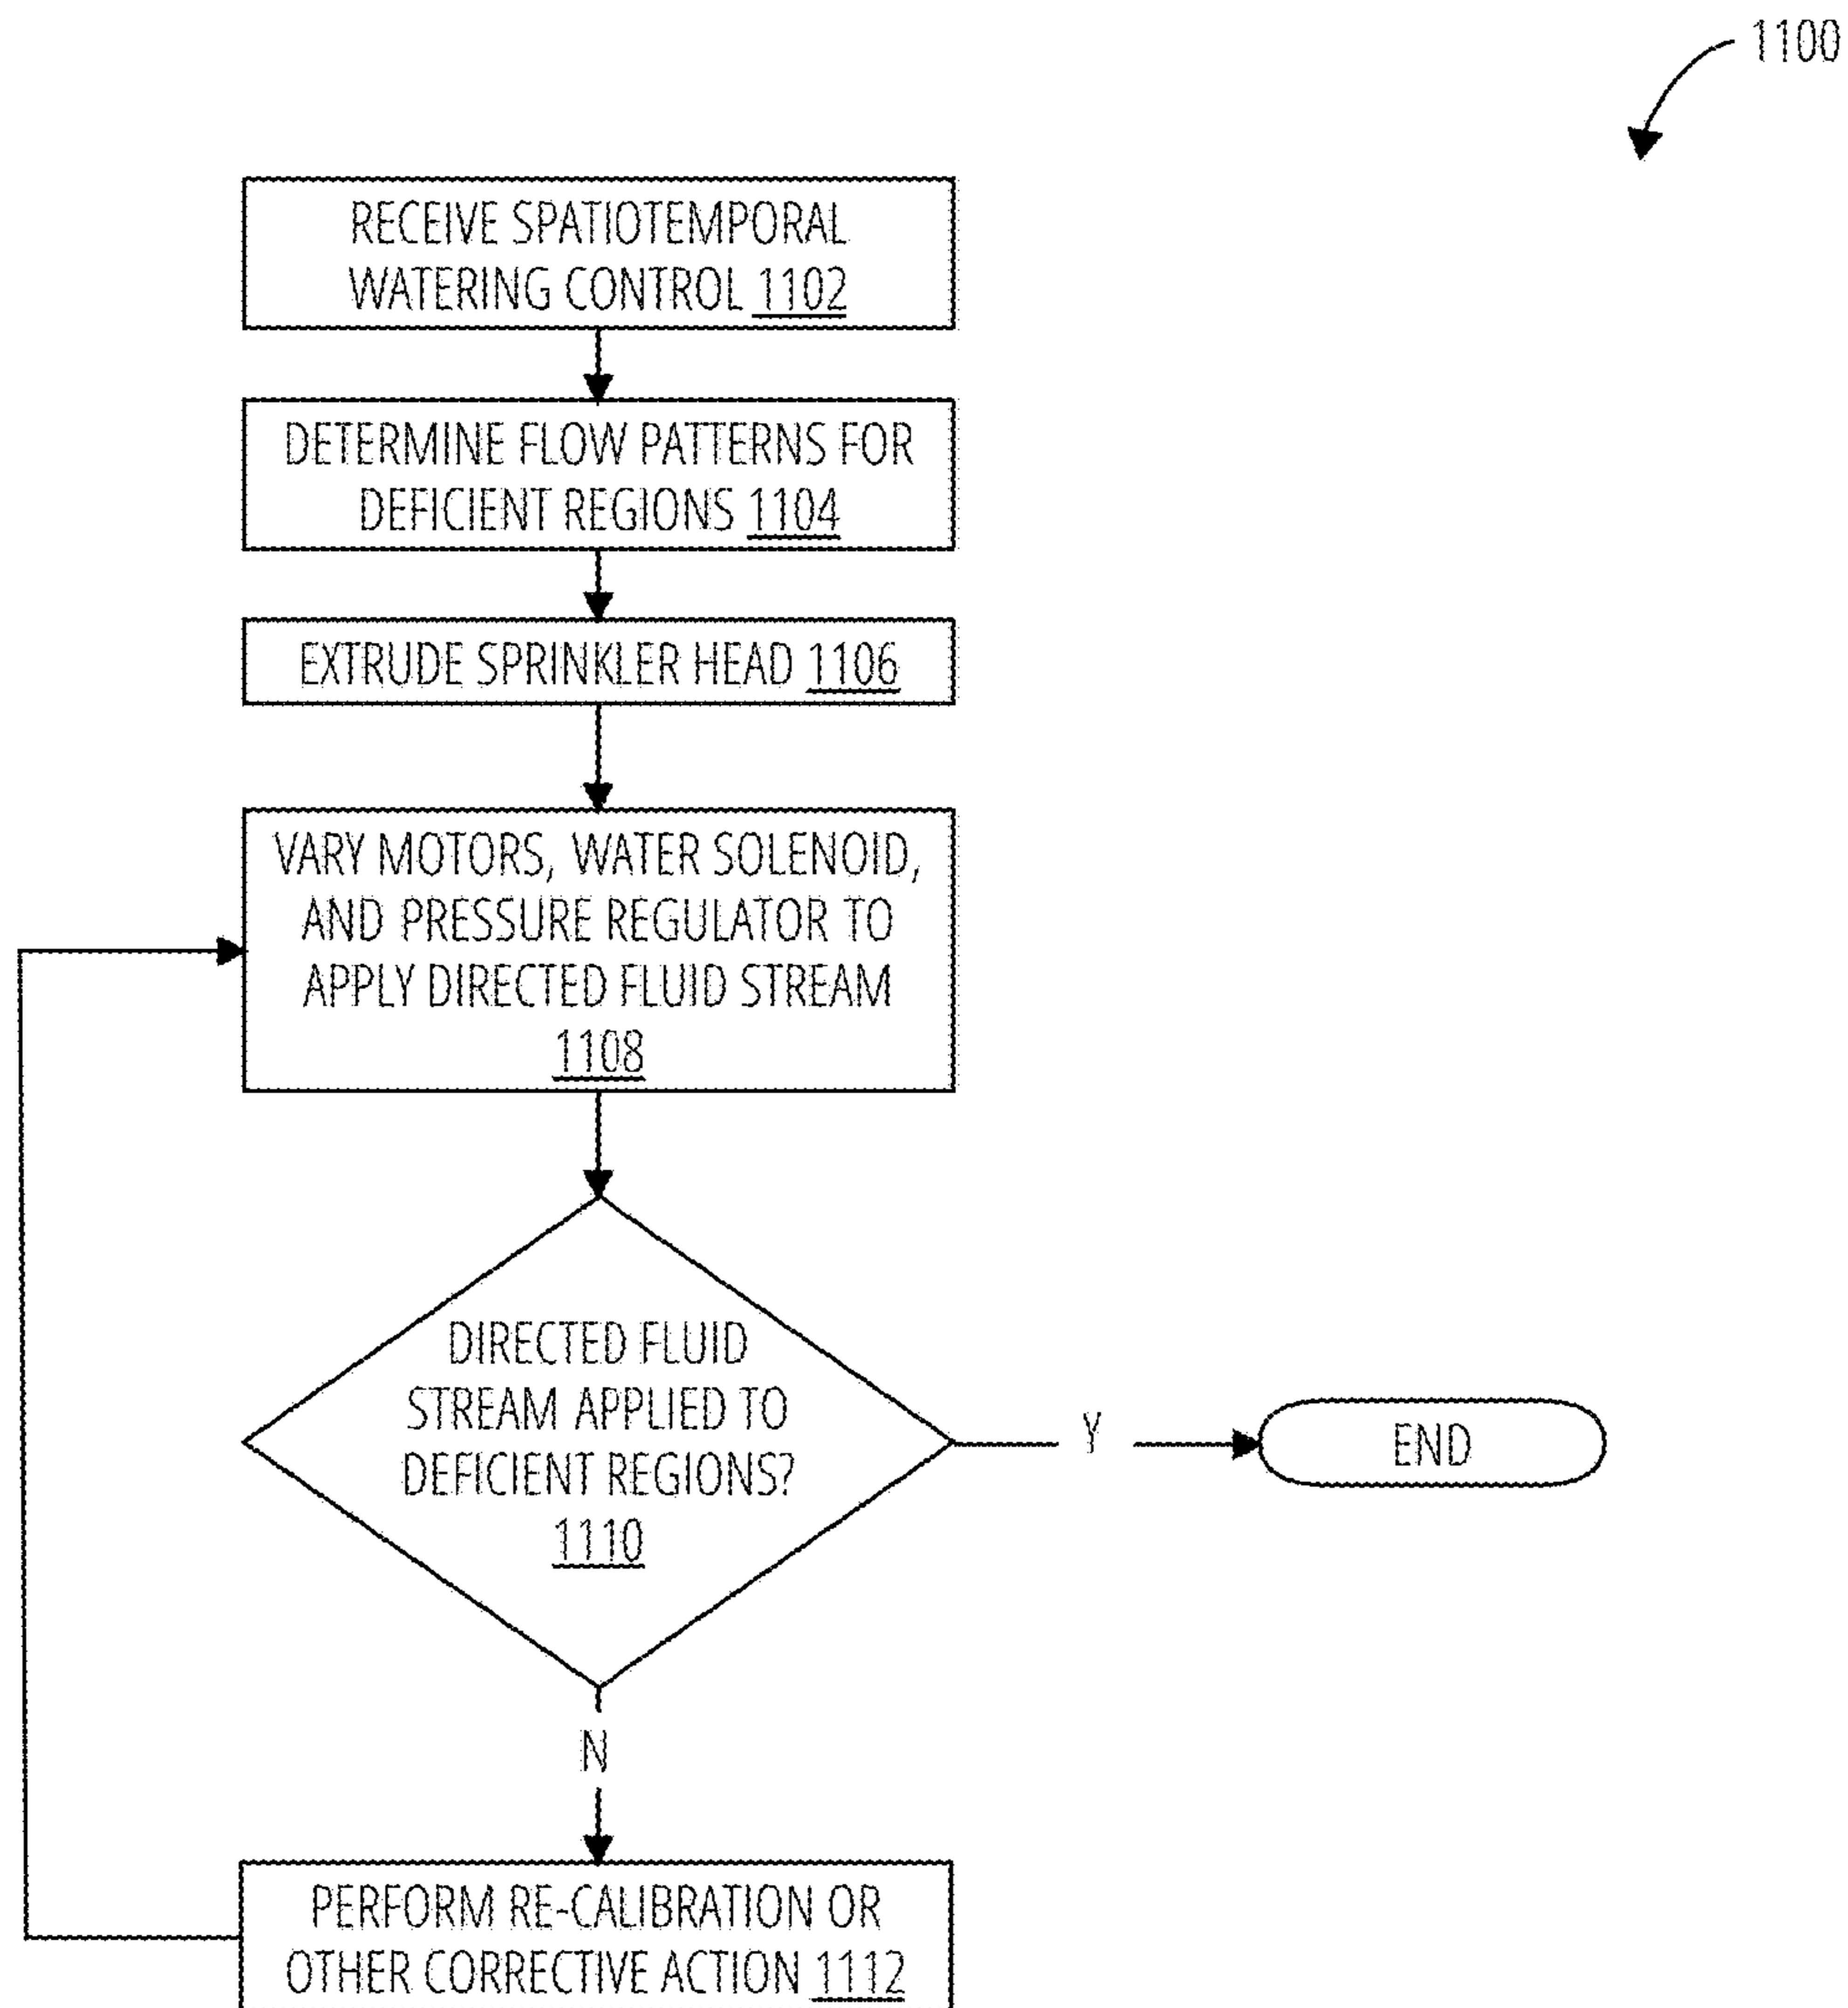 1100
RECEIVE SPATIOTEMPORAL
WATERING CONTROL 1102
DETERMINE FLOW PATTERNS FOR
DEFICIENT REGIONS 1104
EXTRUDE SPRINKLER HEAD 1106
VARY MOTORS, WATER SOLENOID,
AND PRESSURE REGULATOR TO
APPLY DIRECTED FLUID STREAM
1108
DIRECTED FLUID
STREAM APPLIED TO
DEFICIENT REGIONS?
1110
Y
END
N
PERFORM RE-CALIBRATION OR
OTHER CORRECTIVE ACTION 1112